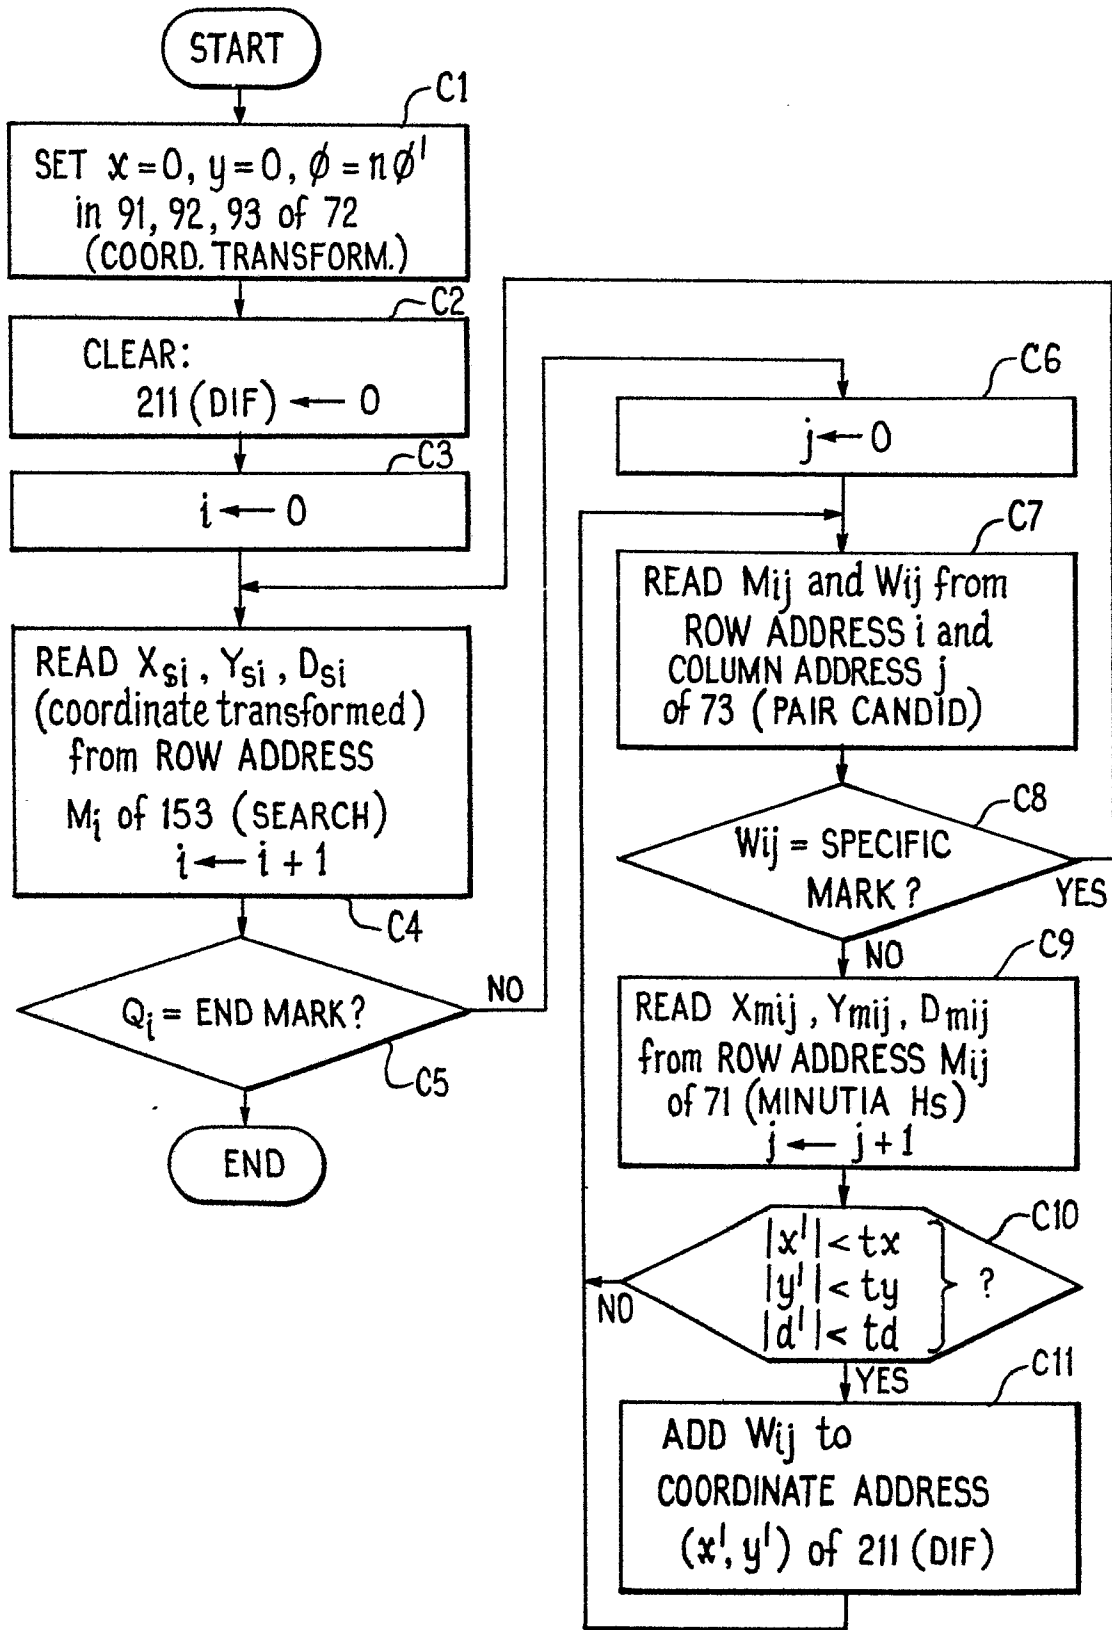 START
C1
SET x=0, y=0, ϕ=nϕ'
in 91, 92, 93 of 72
(COORD. TRANSFORM.)
C2
CLEAR:
211 (DIF) ← 0
C3
i ← 0
READ Xsi, Ysi, Dsi
(coordinate transformed)
from ROW ADDRESS
Mi of 153 (SEARCH)
i ← i + 1
C4
Qi = END MARK?
NO
C5
END
C6
j ← 0
C7
READ Mij and Wij from
ROW ADDRESS i and
COLUMN ADDRESS j
of 73 (PAIR CANDID)
C8
Wij = SPECIFIC
MARK?
YES
NO
C9
READ Xmij, Ymij, Dmij
from ROW ADDRESS Mij
of 71 (MINUTIA Hs)
j ← j + 1
C10
|x'| < tx
|y'| < ty } ?
|d'| < td
NO
YES
C11
ADD Wij to
COORDINATE ADDRESS
(x', y') of 211 (DIF)